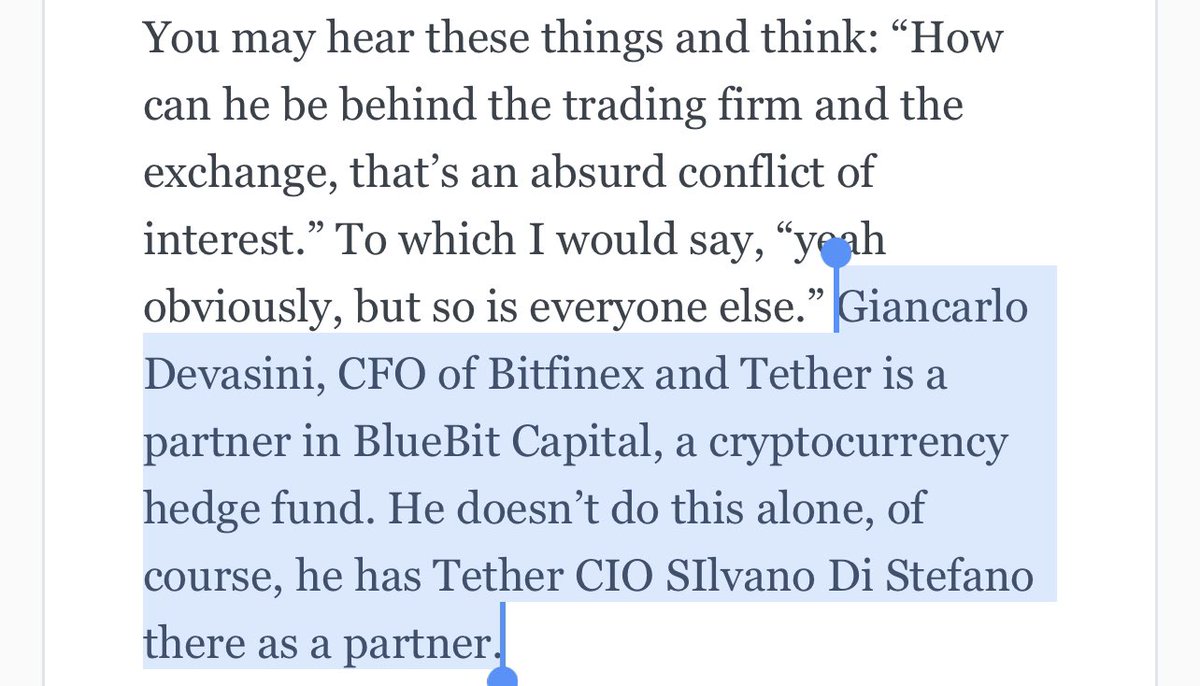 You may hear these things and think: “How
can he be behind the trading firm and the
exchange, that’s an absurd conflict of
interest.” To which I would say, “yeah
obviously, but so is everyone else.” Giancarlo
Devasini, CFO of Bitfinex and Tether is a
partner in BlueBit Capital, a cryptocurrency
hedge fund. He doesn’t do this alone, of
course, he has Tether CIO SIlvano Di Stefano
there as a partner.